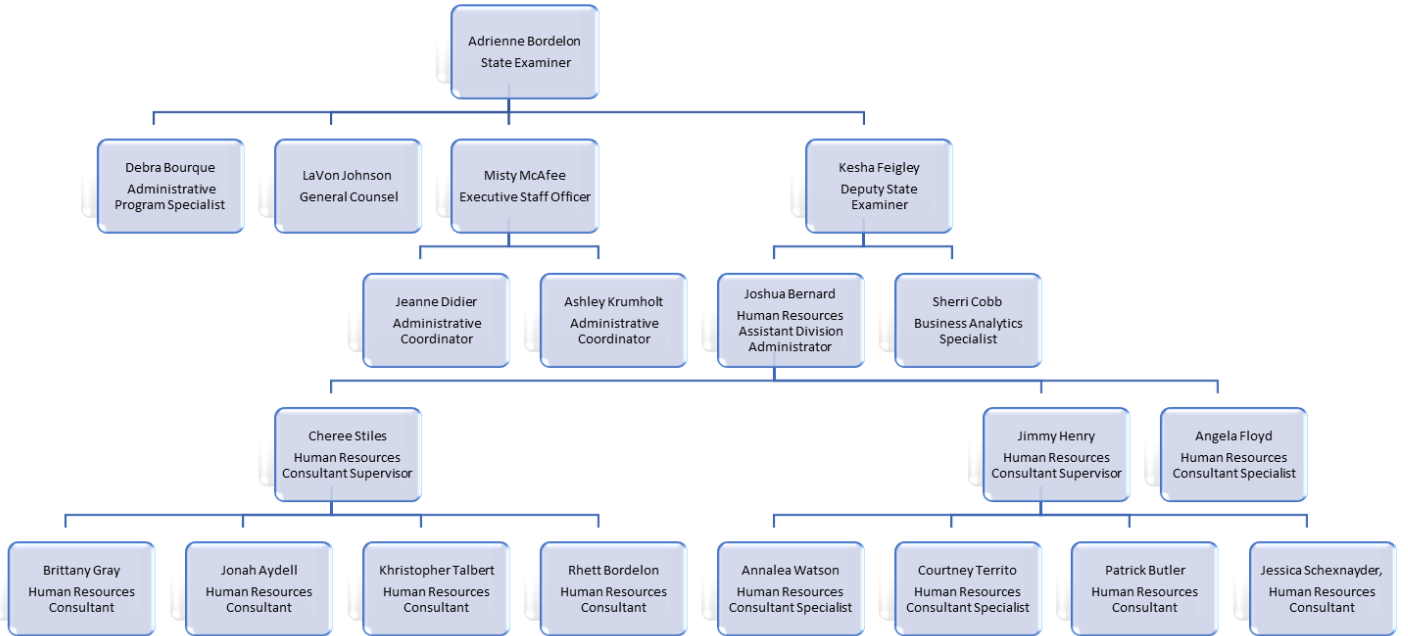 Adrienne Bordelon
State Examiner
Debra Bourque
Administrative
Program Specialist
LaVon Johnson
General Counsel
Misty McAfee
Executive Staff Officer
Kesha Feigley
Deputy State
Examiner
Jeanne Didier
Administrative
Coordinator
Ashley Krumholt
Administrative
Coordinator
Joshua Bernard
Human Resources
Assistant Division
Administrator
Sherri Cobb
Business Analytics
Specialist
Cheree Stiles
Human Resources
Consultant Supervisor
Jimmy Henry
Human Resources
Consultant Supervisor
Angela Floyd
Human Resources
Consultant Specialist
Brittany Gray
Human Resources
Consultant
Jonah Aydell
Human Resources
Consultant
Khristopher Talbert
Human Resources
Consultant
Rhett Bordelon
Human Resources
Consultant
Annalea Watson
Human Resources
Consultant Specialist
Courtney Territo
Human Resources
Consultant Specialist
Patrick Butler
Human Resources
Consultant
Jessica Schexnayder,
Human Resources
Consultant